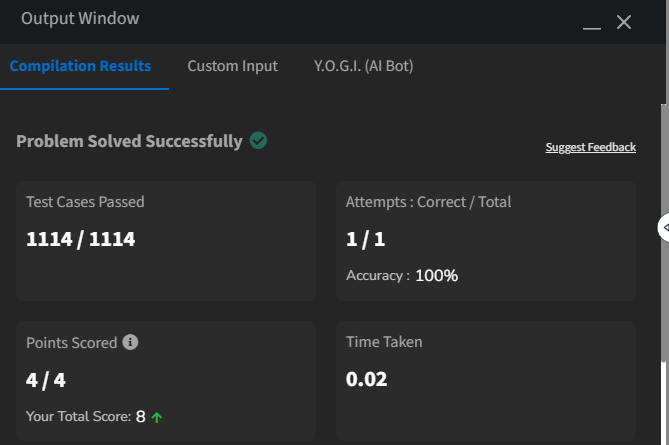 Output Window
Compilation Results
Custom Input
Y.O.G.I. (AI Bot)
Problem Solved Successfully
Suggest Feedback
Test Cases Passed
1114 / 1114
Attempts : Correct / Total
1 / 1
Accuracy : 100%
Points Scored
4 / 4
Your Total Score: 8
Time Taken
0.02